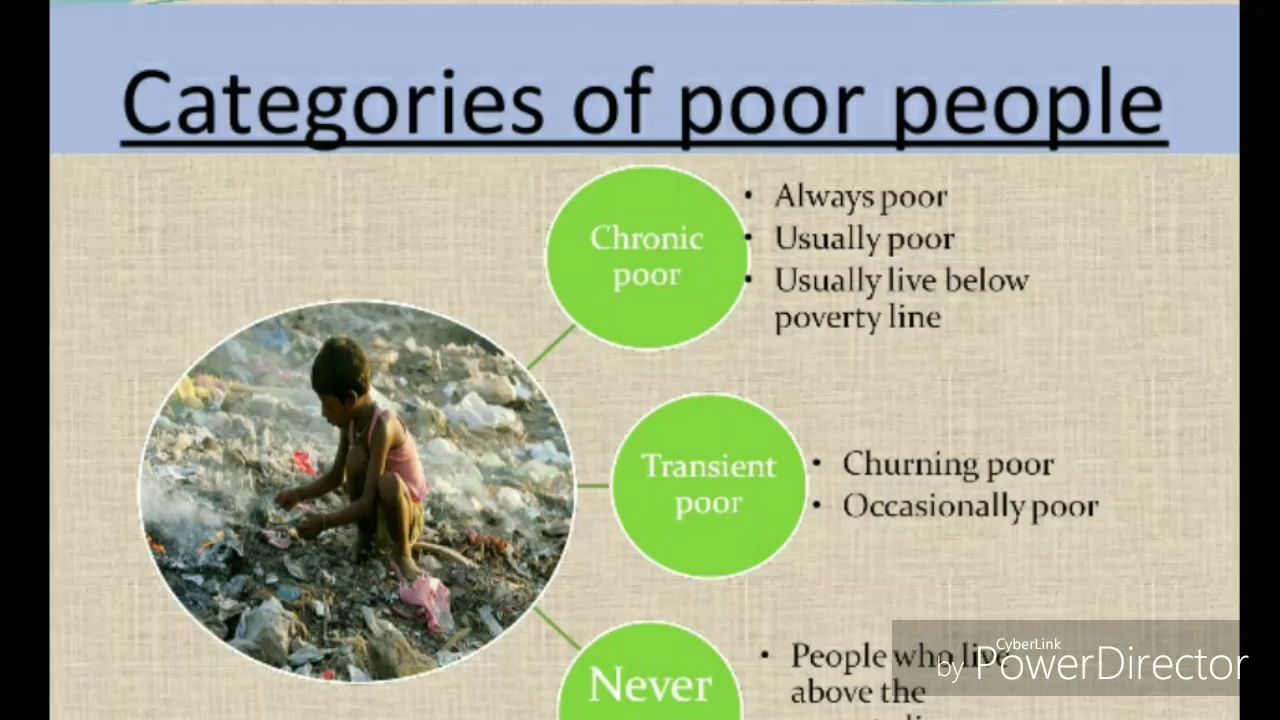 Categories of poor people
Chronic
poor
• Always poor
• Usually poor
• Usually live below
poverty line
Transient
poor
• Churning poor
• Occasionally poor
Never
• People who live
above the
CyberLink
by PowerDirector